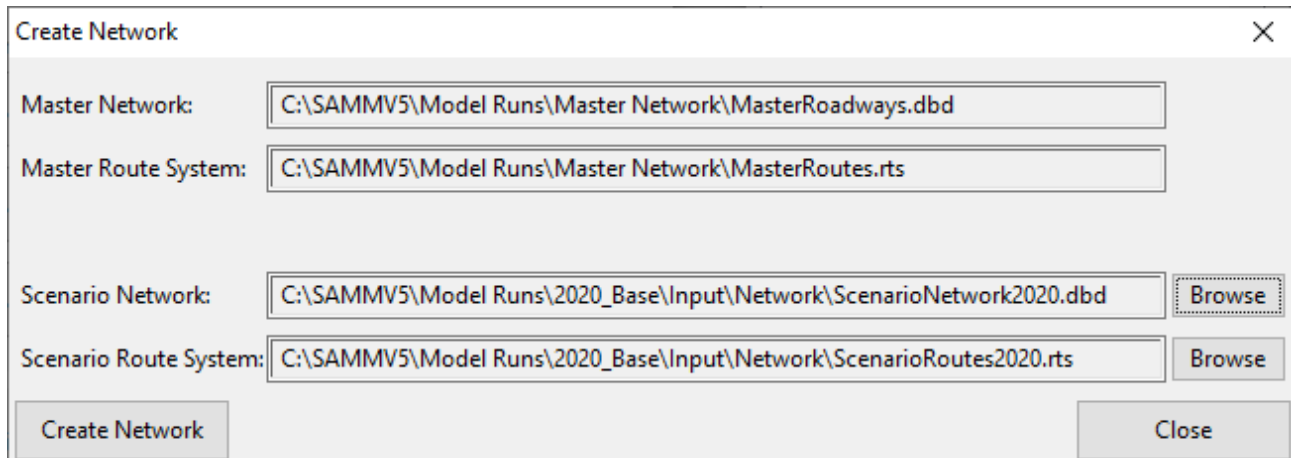 Create Network
Master Network: C:\SAMMV5\Model Runs\Master Network\MasterRoadways.dbd
Master Route System: C:\SAMMV5\Model Runs\Master Network\MasterRoutes.rts
Scenario Network: C:\SAMMV5\Model Runs\2020_Base\Input\Network\ScenarioNetwork2020.dbd Browse
Scenario Route System: C:\SAMMV5\Model Runs\2020_Base\Input\Network\ScenarioRoutes2020.rts Browse
Create Network Close